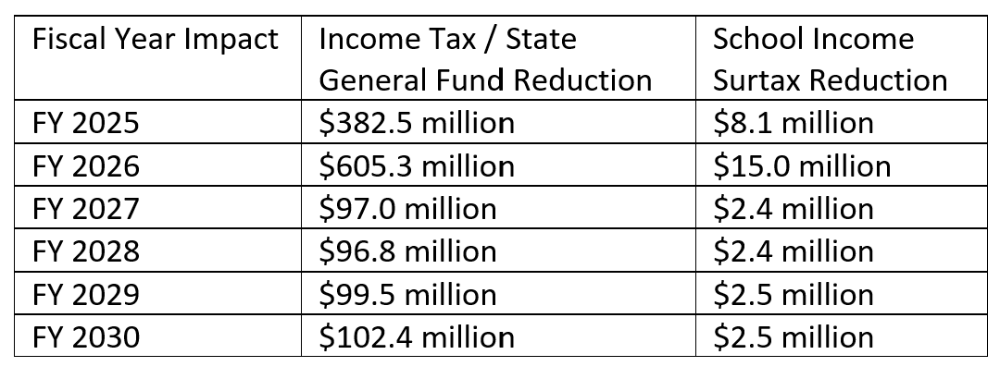 Fiscal Year Impact
Income Tax / State
General Fund Reduction
School Income
Surtax Reduction
FY 2025 $382.5 million $8.1 million
FY 2026 $605.3 million $15.0 million
FY 2027 $97.0 million $2.4 million
FY 2028 $96.8 million $2.4 million
FY 2029 $99.5 million $2.5 million
FY 2030 $102.4 million $2.5 million